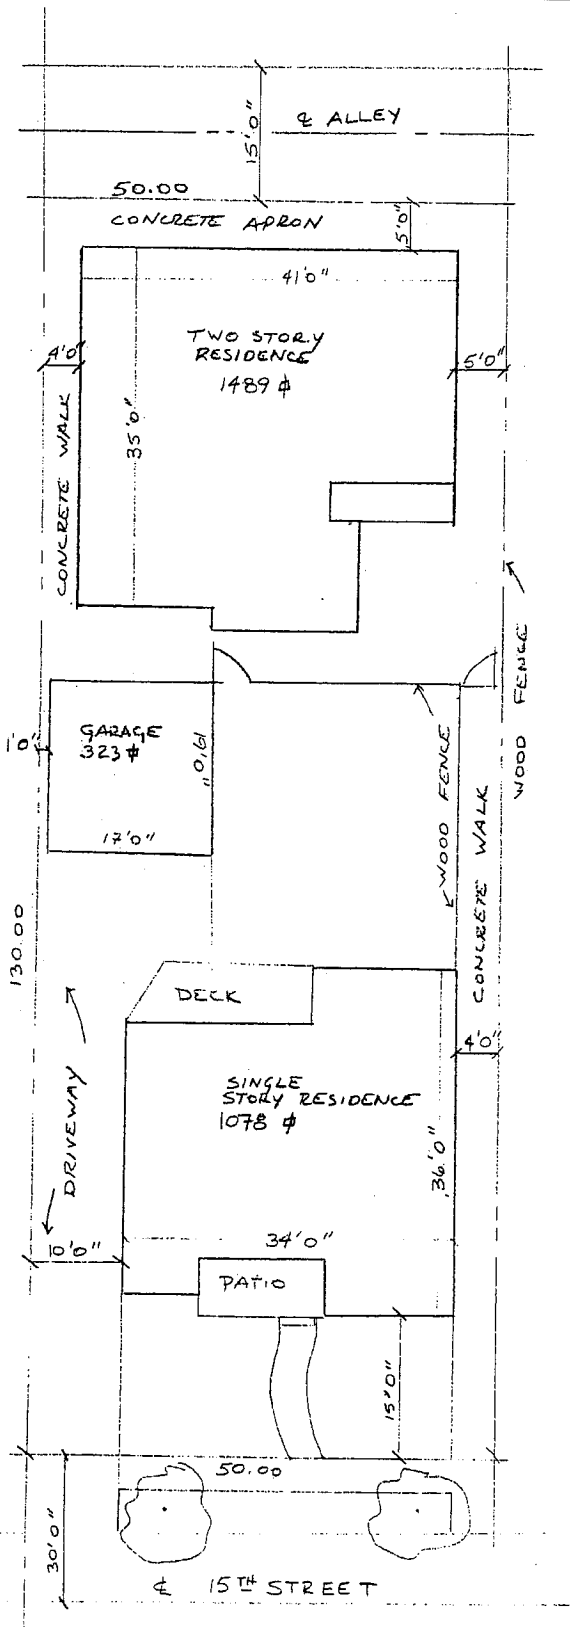 15'0"
℄ ALLEY
50.00
CONCRETE APRON
5'0"
41'0"
TWO STORY
RESIDENCE
1489 ⌽
4'0"
5'0"
35'0"
CONCRETE WALK
WOOD FENCE
GARAGE
323 ⌽
1'0"
19'0"
17'0"
WOOD FENCE
CONCRETE WALK
130.00
DECK
4'0"
SINGLE
STORY RESIDENCE
1078 ⌽
DRIVEWAY
36'0"
34'0"
10'0"
PATIO
15'0"
50.00
30'0"
℄ 15TH STREET